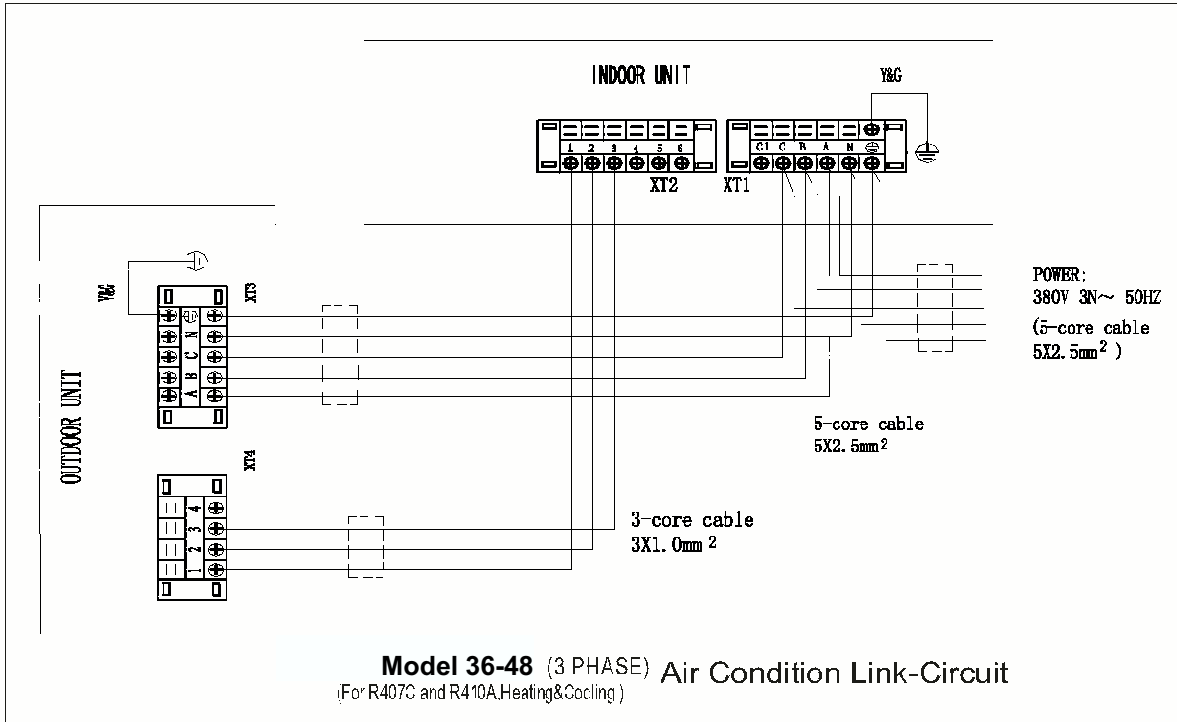 INDOOR UNIT
Y&G
1 2 3 4 5 6
C1 C B A N
XT2
XT1
Y&G
XT3
N
C
B
A
OUTDOOR UNIT
XT4
4
3
2
1
POWER:
380V 3N~ 50HZ
(5-core cable
5X2.5mm²)
5-core cable
5X2.5mm²
3-core cable
3X1.0mm²
Model 36-48 (3 PHASE) Air Condition Link-Circuit
(For R407C and R410A,Heating&Cooling)